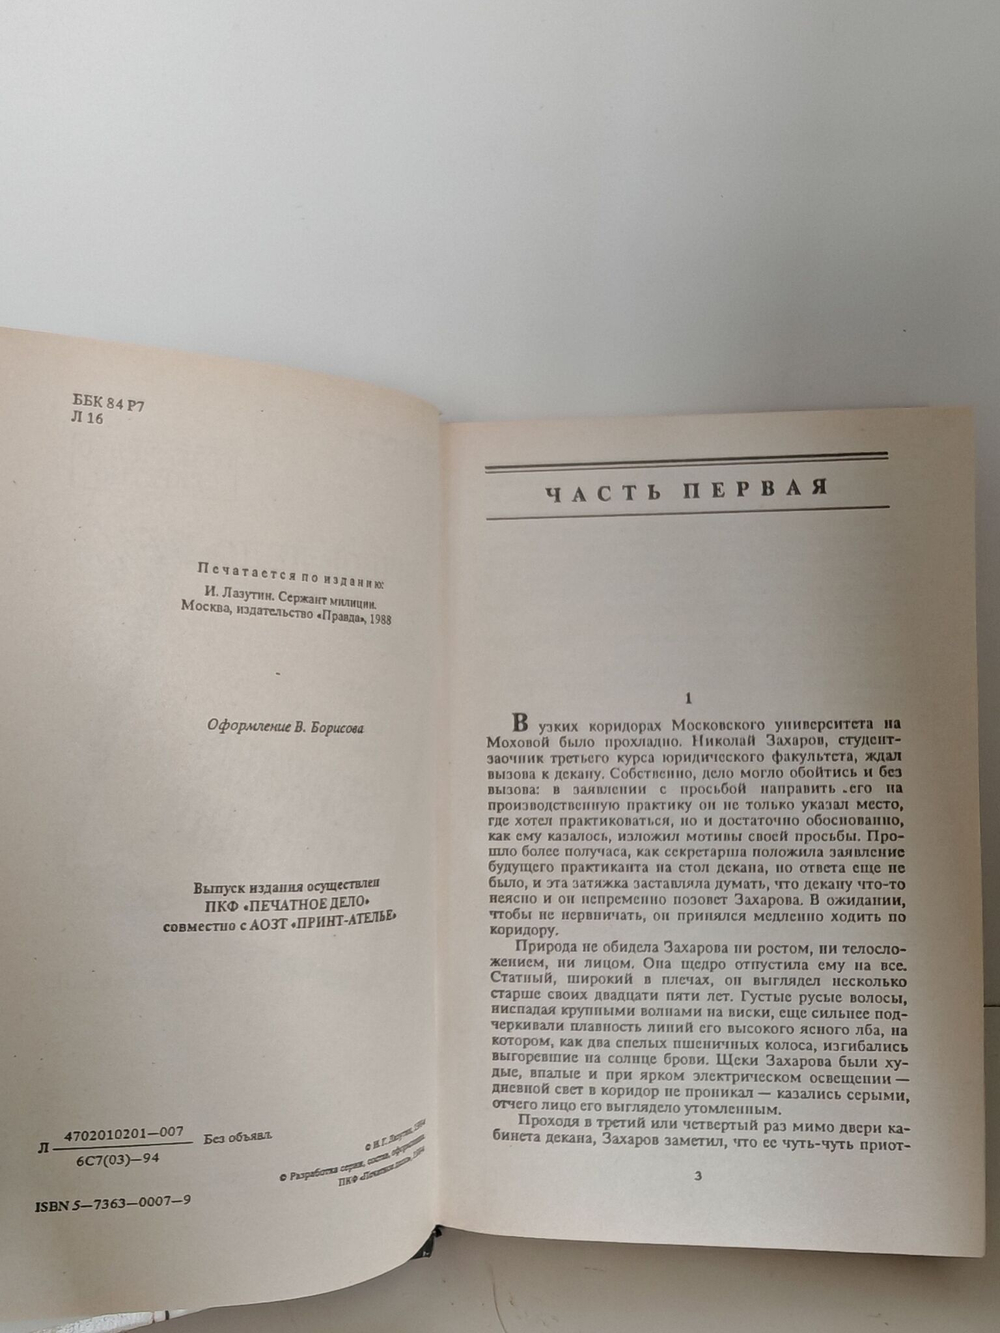 ББК 84 Р7
Л 16
Печатается по изданию:
И. Лазутин. Сержант милиции.
Москва, издательство «Правда», 1988
Оформление В. Борисова
Выпуск издания осуществлен
ПКФ «ПЕЧАТНОЕ ДЕЛО»
совместно с АОЗТ «ПРИНТ-АТЕЛЬЕ»
Л 4702010201—007 Без объявл.
6С7(03)—94
© И. Г. Лазутин, 1994
© Разработка серии, состав, оформление.
ПКФ «Печатное дело», 1994
ISBN 5—7363—0007—9
ЧАСТЬ ПЕРВАЯ
1
В узких коридорах Московского университета на
Моховой было прохладно. Николай Захаров, студент-
заочник третьего курса юридического факультета, ждал
вызова к декану. Собственно, дело могло обойтись и без
вызова: в заявлении с просьбой направить его на
производственную практику он не только указал место,
где хотел практиковаться, но и достаточно обоснованно,
как ему казалось, изложил мотивы своей просьбы. Про-
шло более получаса, как секретарша положила заявление
будущего практиканта на стол декана, но ответа еще не
было, и эта затяжка заставляла думать, что декану что-то
неясно и он непременно позовет Захарова. В ожидании,
чтобы не нервничать, он принялся медленно ходить по
коридору.
Природа не обидела Захарова ни ростом, ни телосло-
жением, ни лицом. Она щедро отпустила ему на все.
Статный, широкий в плечах, он выглядел несколько
старше своих двадцати пяти лет. Густые русые волосы,
ниспадая крупными волнами на виски, еще сильнее под-
черкивали плавность линий его высокого ясного лба, на
котором, как два спелых пшеничных колоса, изгибались
выгоревшие на солнце брови. Щеки Захарова были ху-
дые, впалые и при ярком электрическом освещении —
дневной свет в коридор не проникал — казались серыми,
отчего лицо его выглядело утомленным.
Проходя в третий или четвертый раз мимо двери ка-
бинета декана, Захаров заметил, что ее чуть-чуть приот-
3